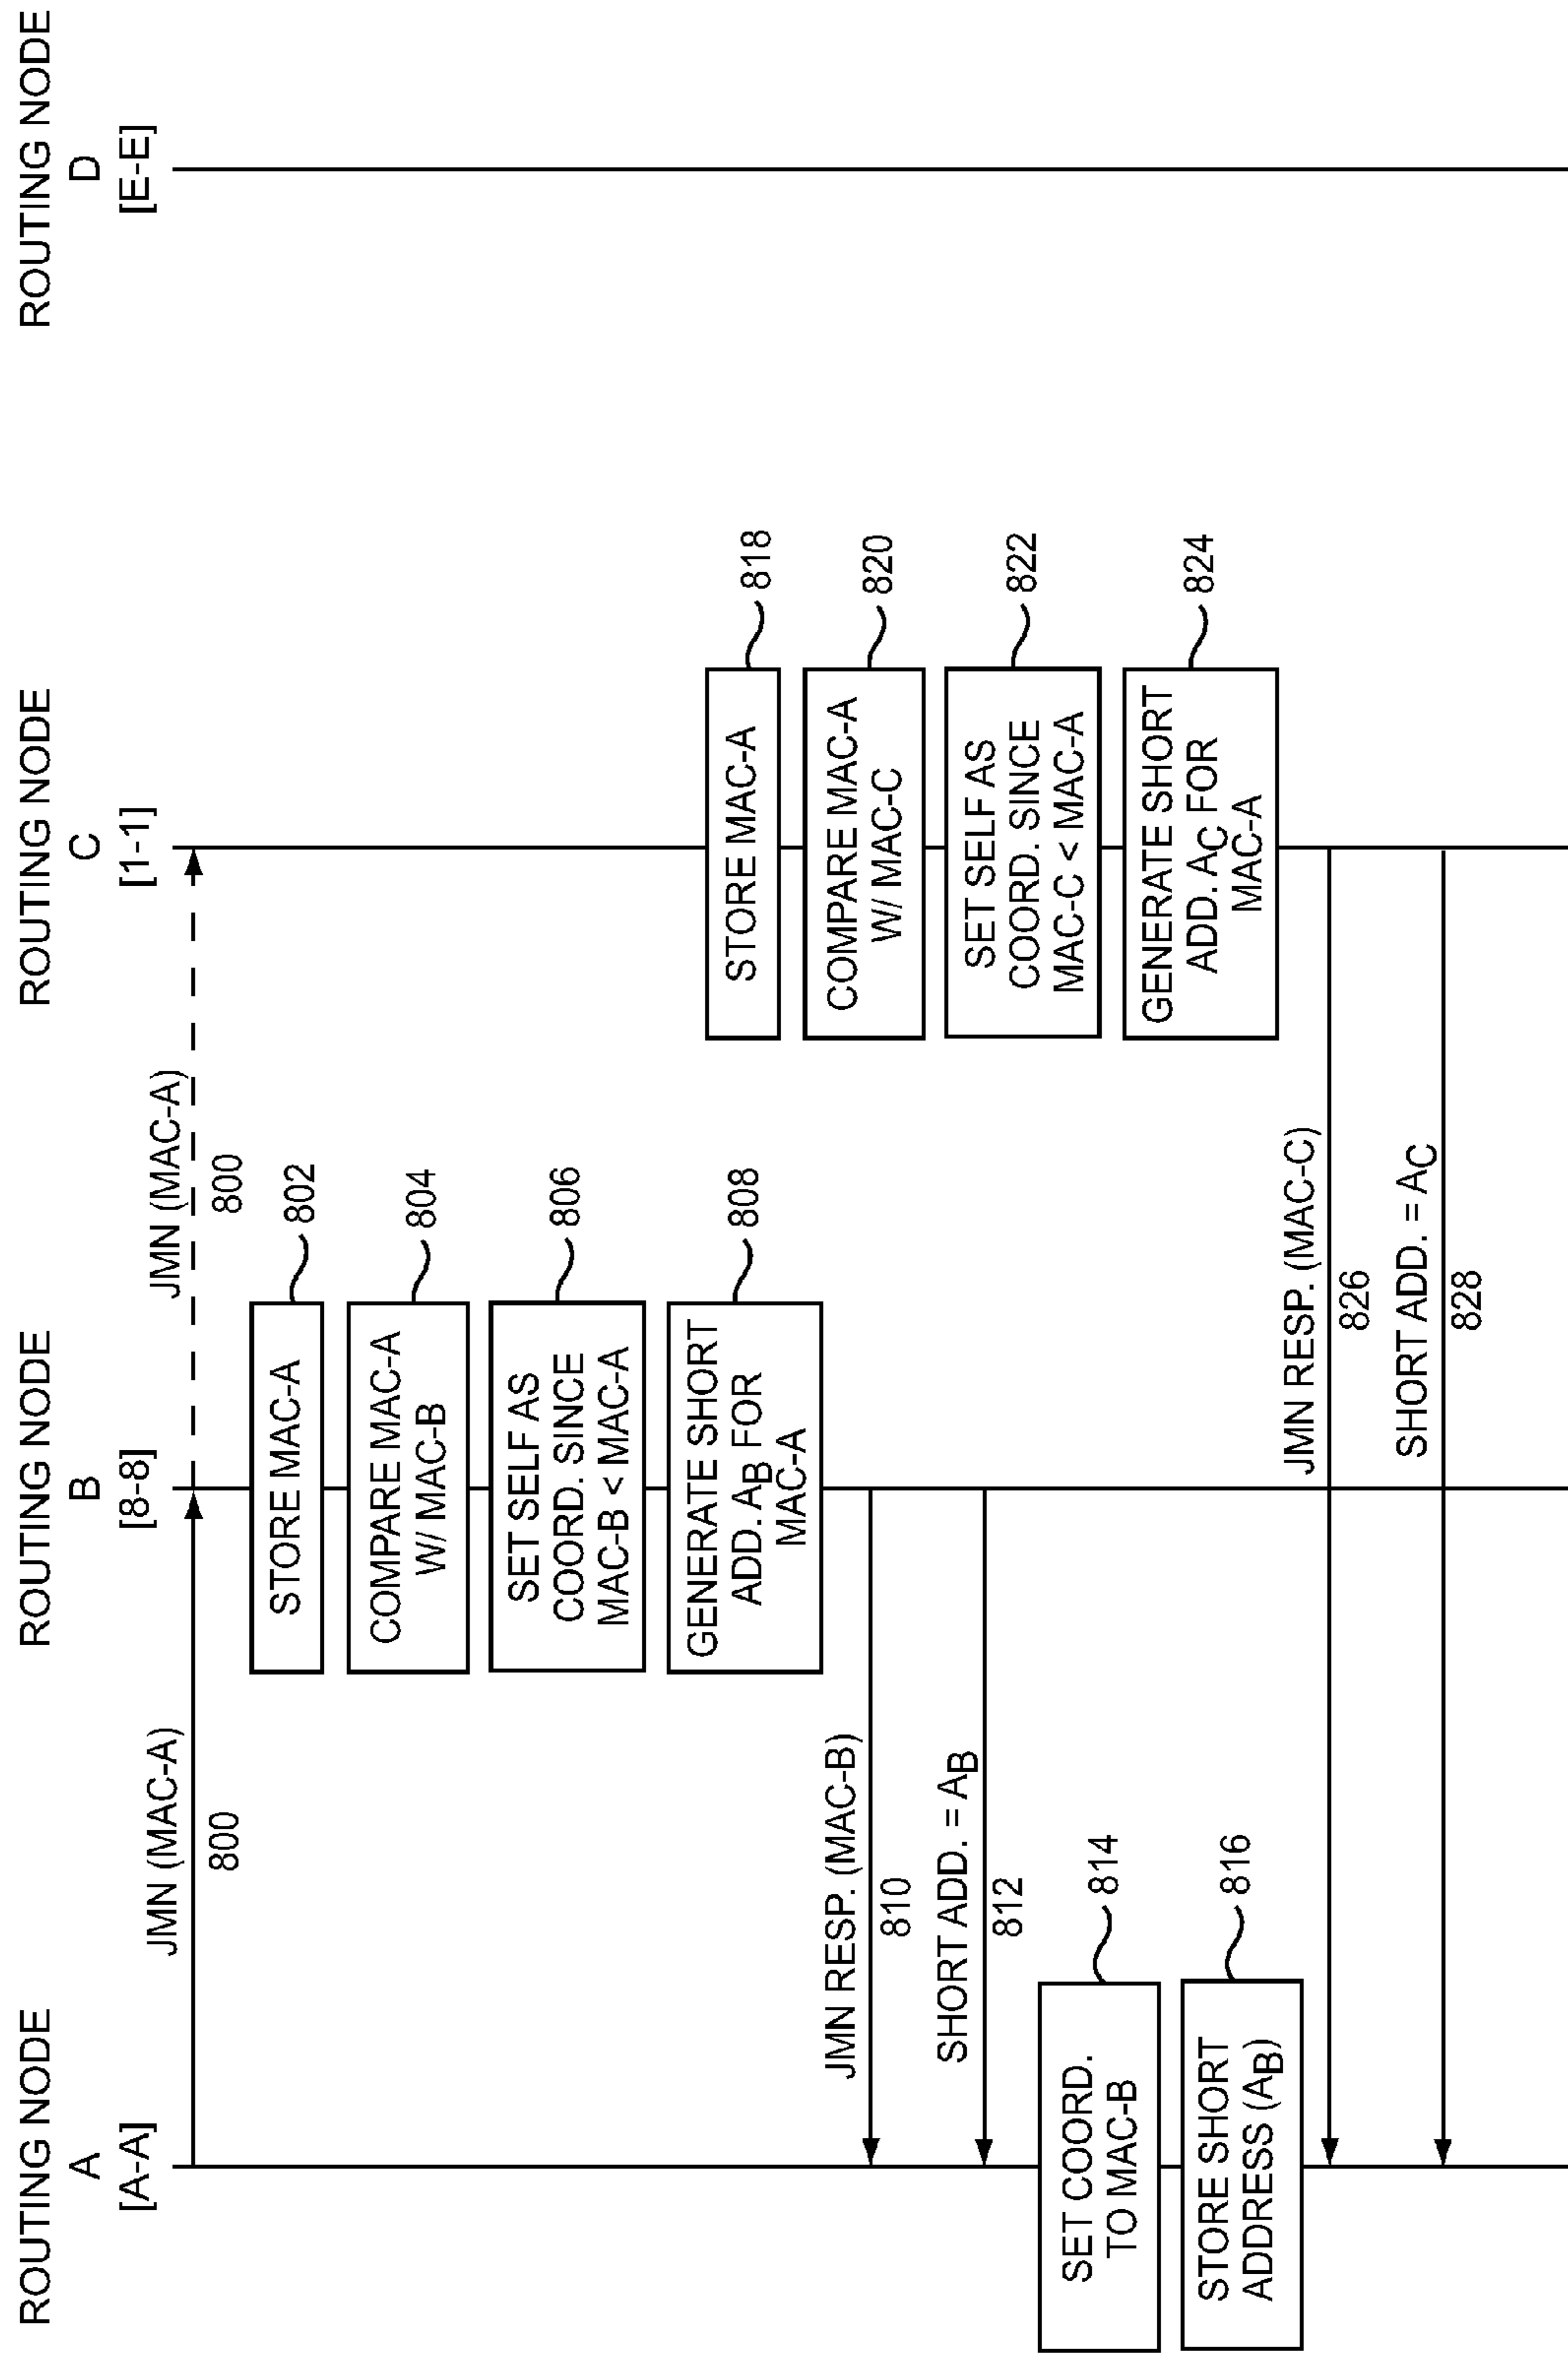 ROUTING NODE
A
[A-A]
ROUTING NODE
B
[8-8]
ROUTING NODE
C
[1-1]
ROUTING NODE
D
[E-E]
JMN (MAC-A)
800
JMN (MAC-A)
800
STORE MAC-A
802
COMPARE MAC-A
W/ MAC-B
804
SET SELF AS
COORD. SINCE
MAC-B < MAC-A
806
GENERATE SHORT
ADD. AB FOR
MAC-A
808
JMN RESP. (MAC-B)
810
SHORT ADD. = AB
812
SET COORD.
TO MAC-B
814
STORE SHORT
ADDRESS (AB)
816
STORE MAC-A
818
COMPARE MAC-A
W/ MAC-C
820
SET SELF AS
COORD. SINCE
MAC-C < MAC-A
822
GENERATE SHORT
ADD. AC FOR
MAC-A
824
JMN RESP. (MAC-C)
826
SHORT ADD. = AC
828